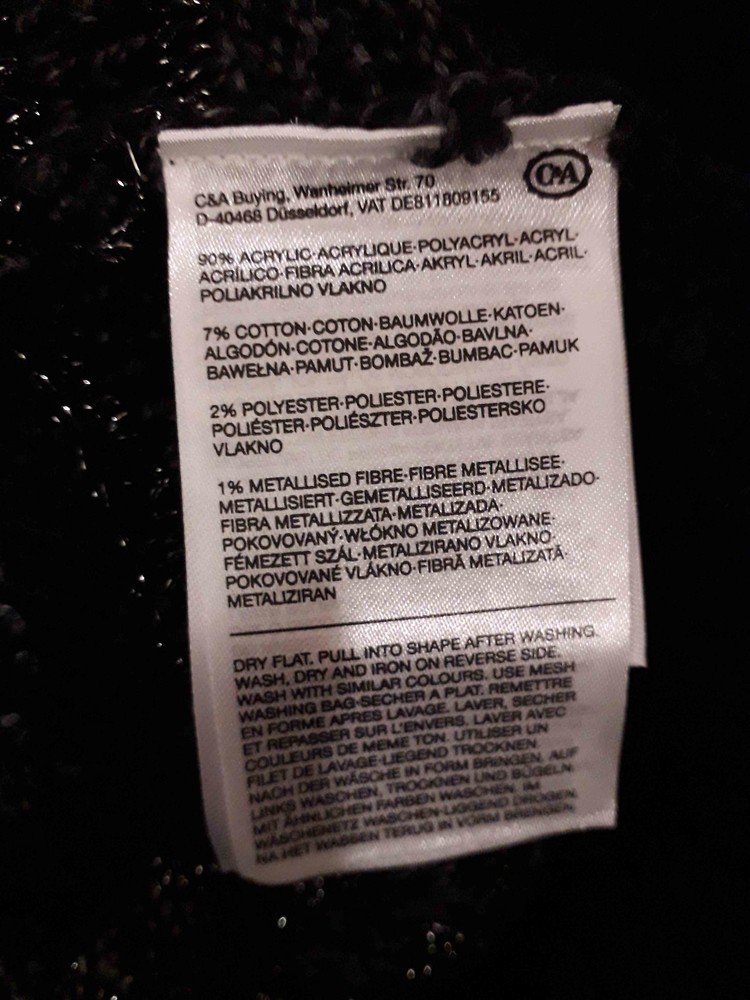 C&A
C&A Buying, Wanheimer Str. 70
D-40468 Düsseldorf, VAT DE811809155
90% ACRYLIC·ACRYLIQUE·POLYACRYL·ACRYL·
ACRÍLICO·FIBRA ACRILICA·AKRYL·AKRIL·ACRIL·
POLIAKRILNO VLAKNO
7% COTTON·COTON·BAUMWOLLE·KATOEN·
ALGODÓN·COTONE·ALGODÃO·BAVLNA·
BAWEŁNA·PAMUT·BOMBAŽ·BUMBAC·PAMUK
2% POLYESTER·POLIESTER·POLIESTERE·
POLIÉSTER·POLIÉSZTER·POLIESTERSKO
VLAKNO
1% METALLISED FIBRE·FIBRE METALLISEE·
METALLISIERT·GEMETALLISEERD·METALIZADO·
FIBRA METALLIZZATA·METALIZADA·
POKOVOVANÝ·WŁÓKNO METALIZOWANE·
FÉMEZETT SZÁL·METALIZIRANO VLAKNO·
POKOVOVANÉ VLÁKNO·FIBRĂ METALIZATĂ·
METALIZIRAN
DRY FLAT. PULL INTO SHAPE AFTER WASHING.
WASH, DRY AND IRON ON REVERSE SIDE.
WASH WITH SIMILAR COLOURS. USE MESH
WASHING BAG·SECHER A PLAT. REMETTRE
EN FORME APRES LAVAGE. LAVER, SECHER
ET REPASSER SUR L'ENVERS. LAVER AVEC
COULEURS DE MEME TON. UTILISER UN
FILET DE LAVAGE·LIEGEND TROCKNEN.
NACH DER WÄSCHE IN FORM BRINGEN. AUF
LINKS WASCHEN, TROCKNEN UND BÜGELN.
MIT ÄHNLICHEN FARBEN WASCHEN. IM
WÄSCHENETZ WASCHEN·LIGGEND DROGEN.
NA HET WASSEN TERUG IN VORM BRENGEN.